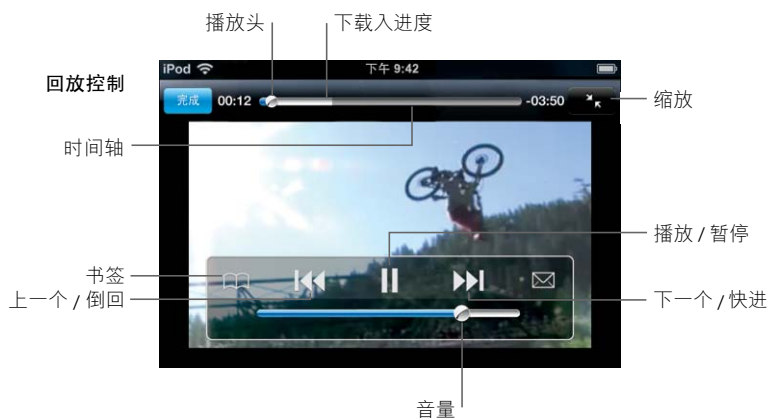 播放头
下载入进度
iPod
下午 9:42
回放控制
完成
00:12
-03:50
缩放
时间轴
播放 / 暂停
书签
上一个 / 倒回
下一个 / 快进
音量